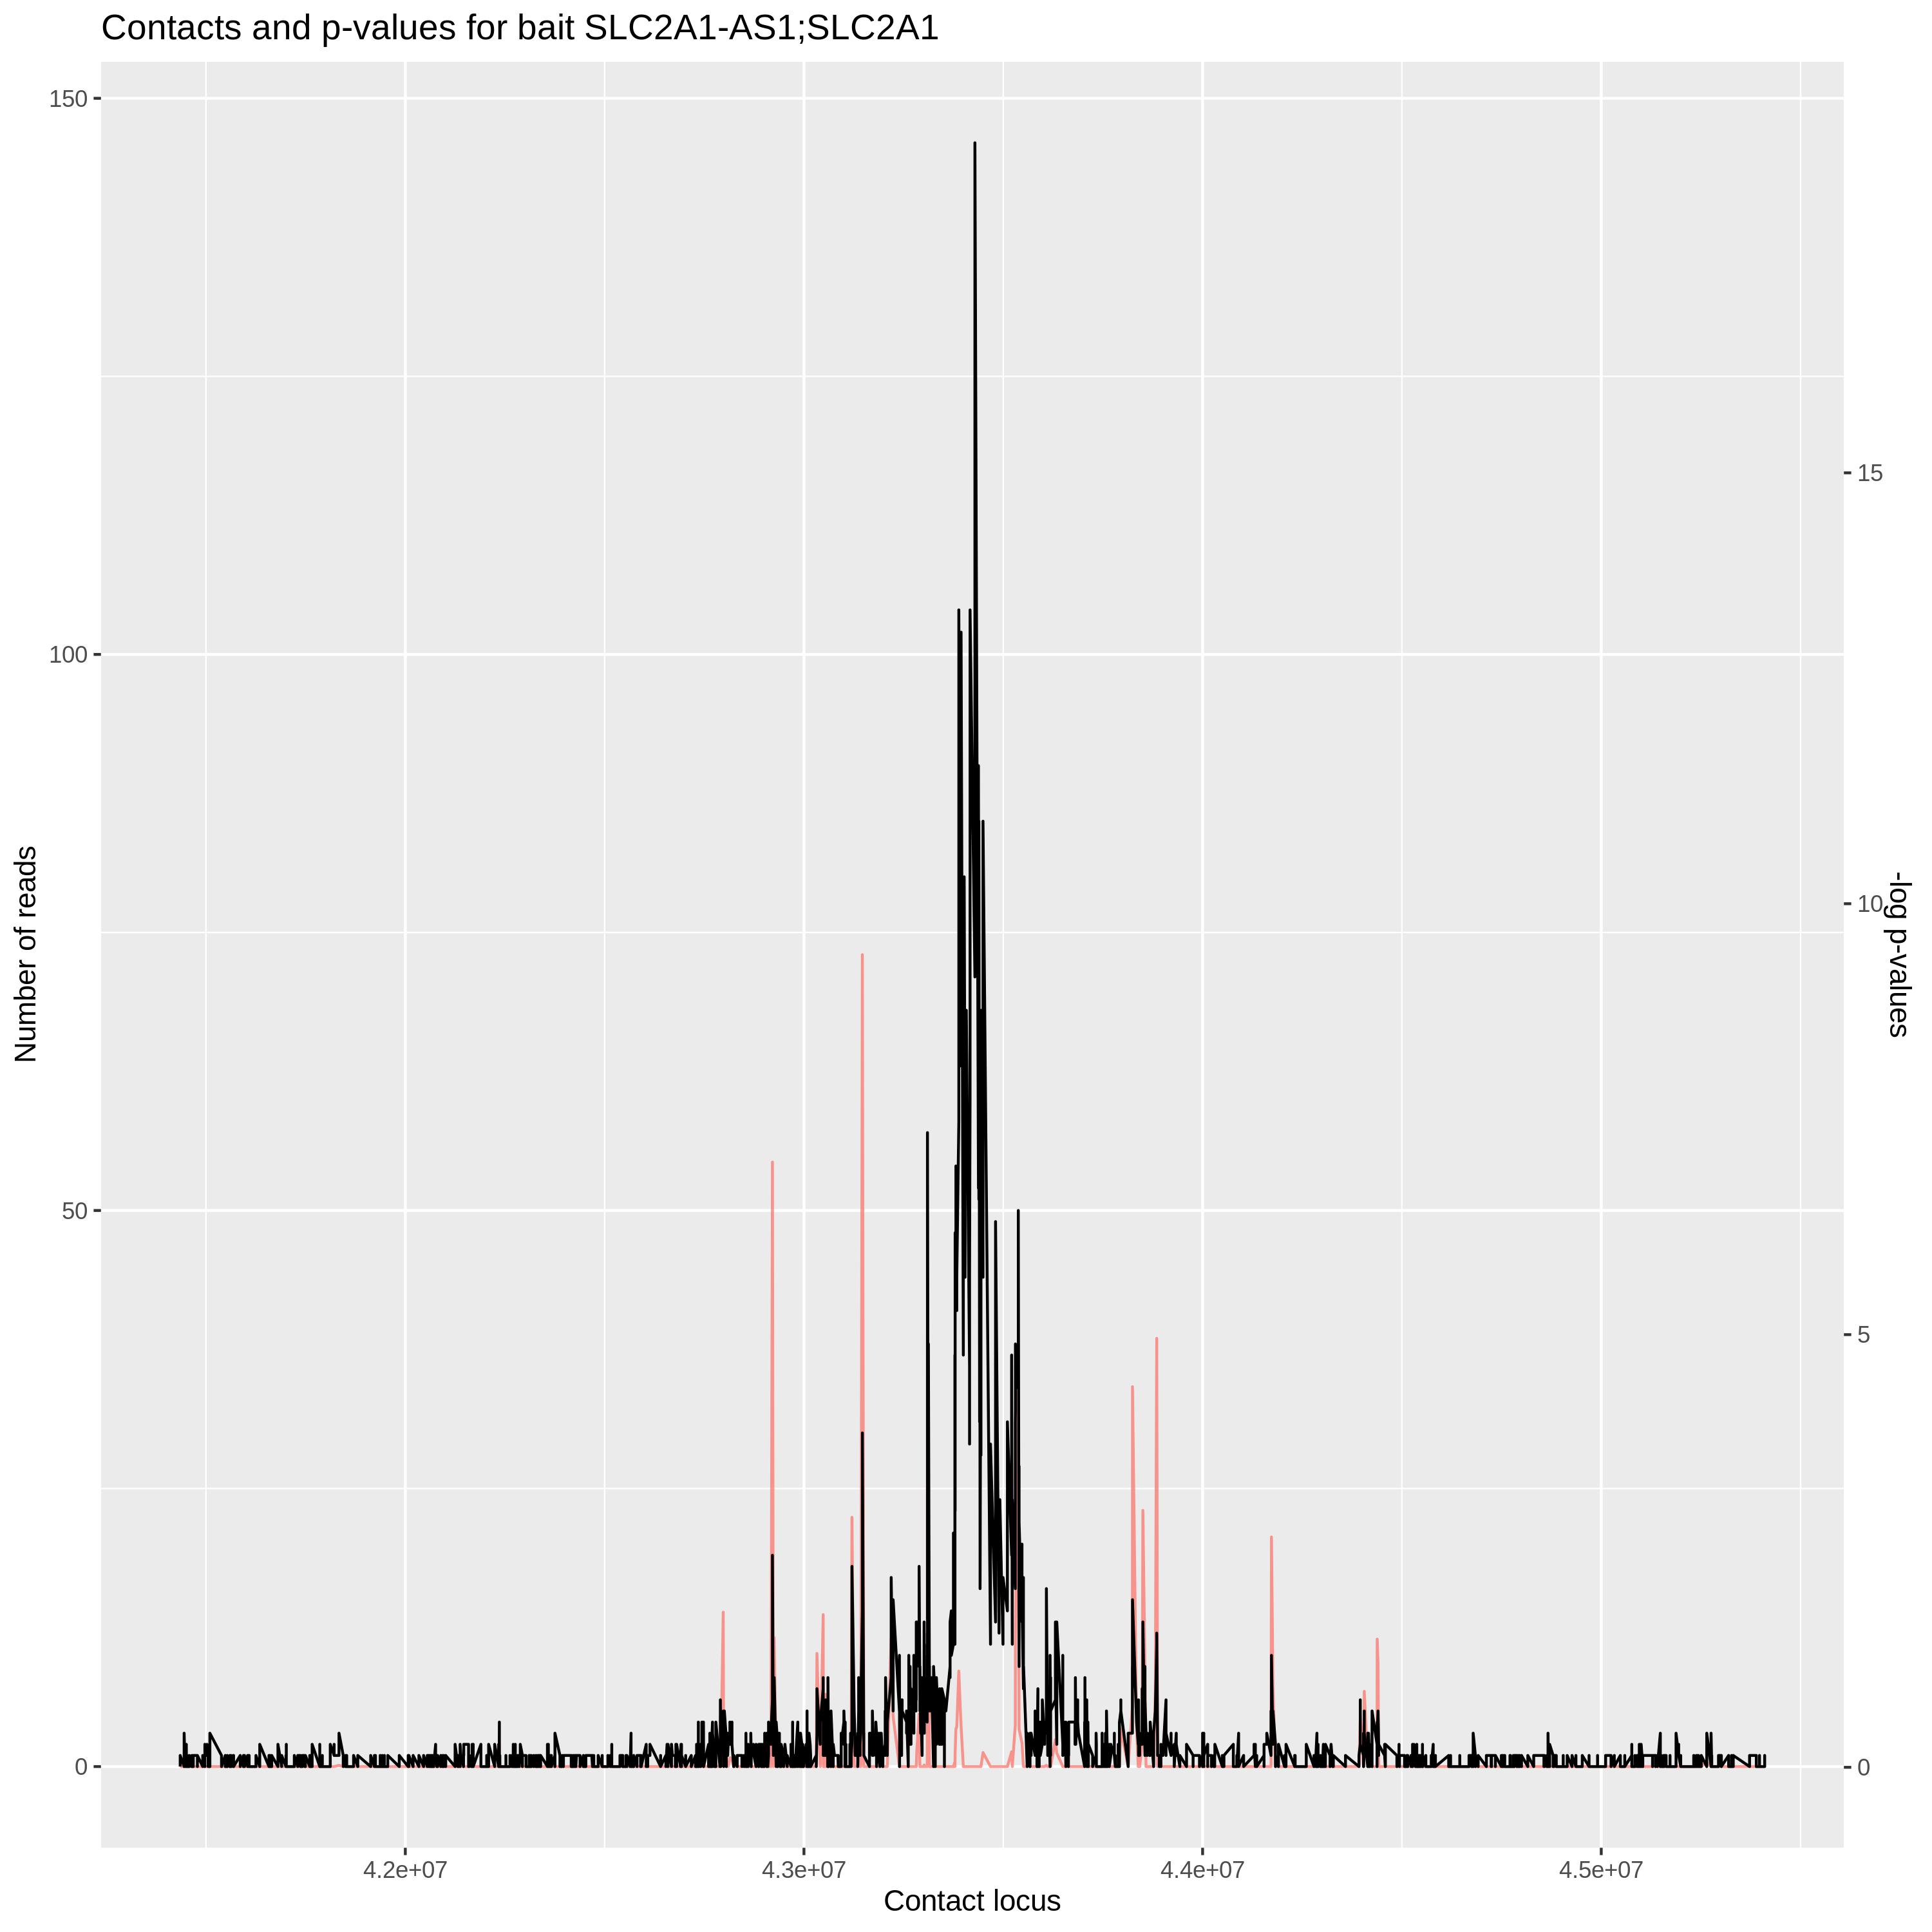 Contacts and p-values for bait SLC2A1-AS1;SLC2A1
150
100
50
0
Number of reads
15
10
5
0
-log p-values
4.2e+07
4.3e+07
4.4e+07
4.5e+07
Contact locus